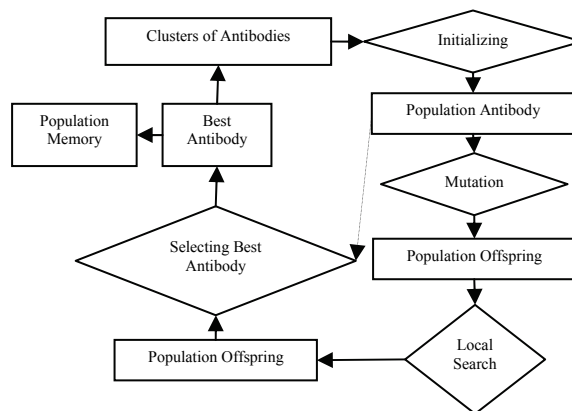 Clusters of Antibodies
Initializing
Population
Memory
Best
Antibody
Population Antibody
Mutation
Selecting Best
Antibody
Population Offspring
Population Offspring
Local
Search